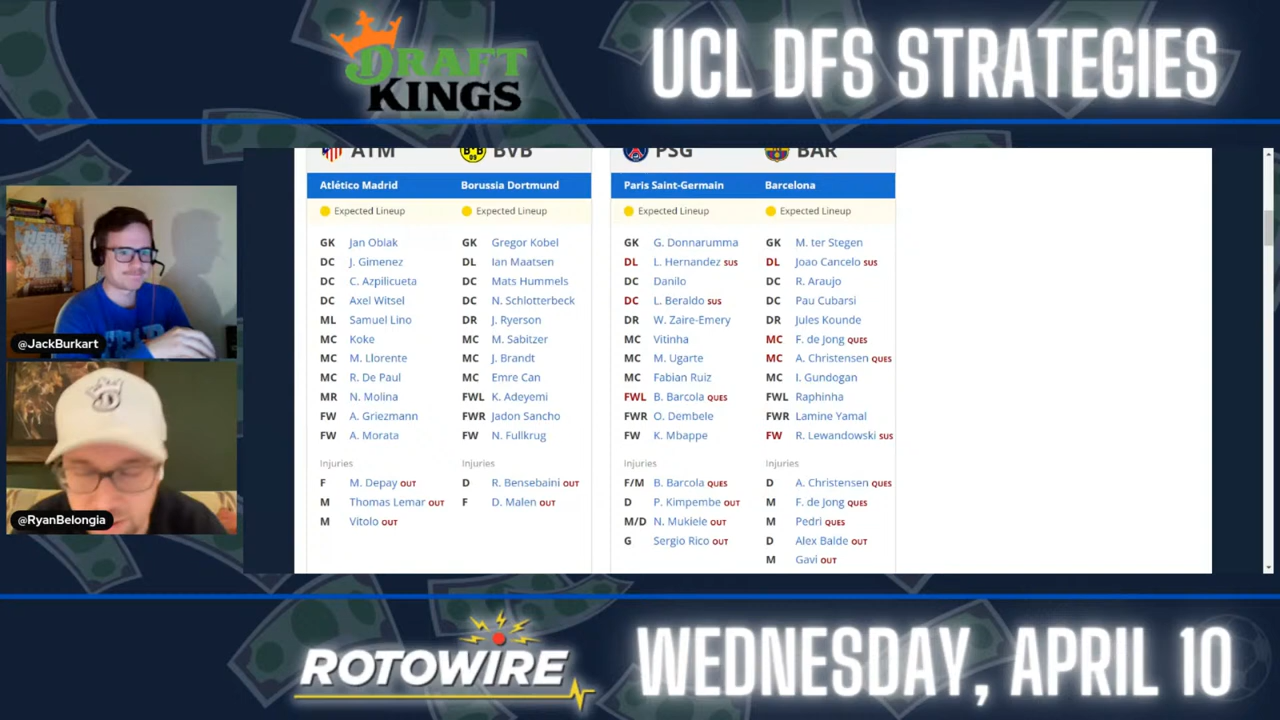 DRAFT
KINGS
UCL DFS STRATEGIES
ATM BVB PSG BAR
Atlético Madrid Borussia Dortmund Paris Saint-Germain Barcelona
Expected Lineup Expected Lineup Expected Lineup Expected Lineup
GK Jan Oblak GK Gregor Kobel GK G. Donnarumma GK M. ter Stegen
DC J. Gimenez DL Ian Maatsen DL L. Hernandez SUS DL Joao Cancelo SUS
DC C. Azpilicueta DC Mats Hummels DC Danilo DC R. Araujo
DC Axel Witsel DC N. Schlotterbeck DC L. Beraldo SUS DC Pau Cubarsi
ML Samuel Lino DR J. Ryerson DR W. Zaire-Emery DR Jules Kounde
MC Koke MC M. Sabitzer MC Vitinha MC F. de Jong QUES
MC M. Llorente MC J. Brandt MC M. Ugarte MC A. Christensen QUES
MC R. De Paul MC Emre Can MC Fabian Ruiz MC I. Gundogan
MR N. Molina FWL K. Adeyemi FWL B. Barcola QUES FWL Raphinha
FW A. Griezmann FWR Jadon Sancho FWR O. Dembele FWR Lamine Yamal
FW A. Morata FW N. Fullkrug FW K. Mbappe FW R. Lewandowski SUS
Injuries Injuries Injuries Injuries
F M. Depay OUT D R. Bensebaini OUT F/M B. Barcola QUES D A. Christensen QUES
M Thomas Lemar OUT F D. Malen OUT D P. Kimpembe OUT M F. de Jong QUES
M Vitolo OUT M/D N. Mukiele OUT M Pedri QUES
G Sergio Rico OUT D Alex Balde OUT
M Gavi OUT
@JackBurkart
@RyanBelongia
ROTOWIRE
WEDNESDAY, APRIL 10